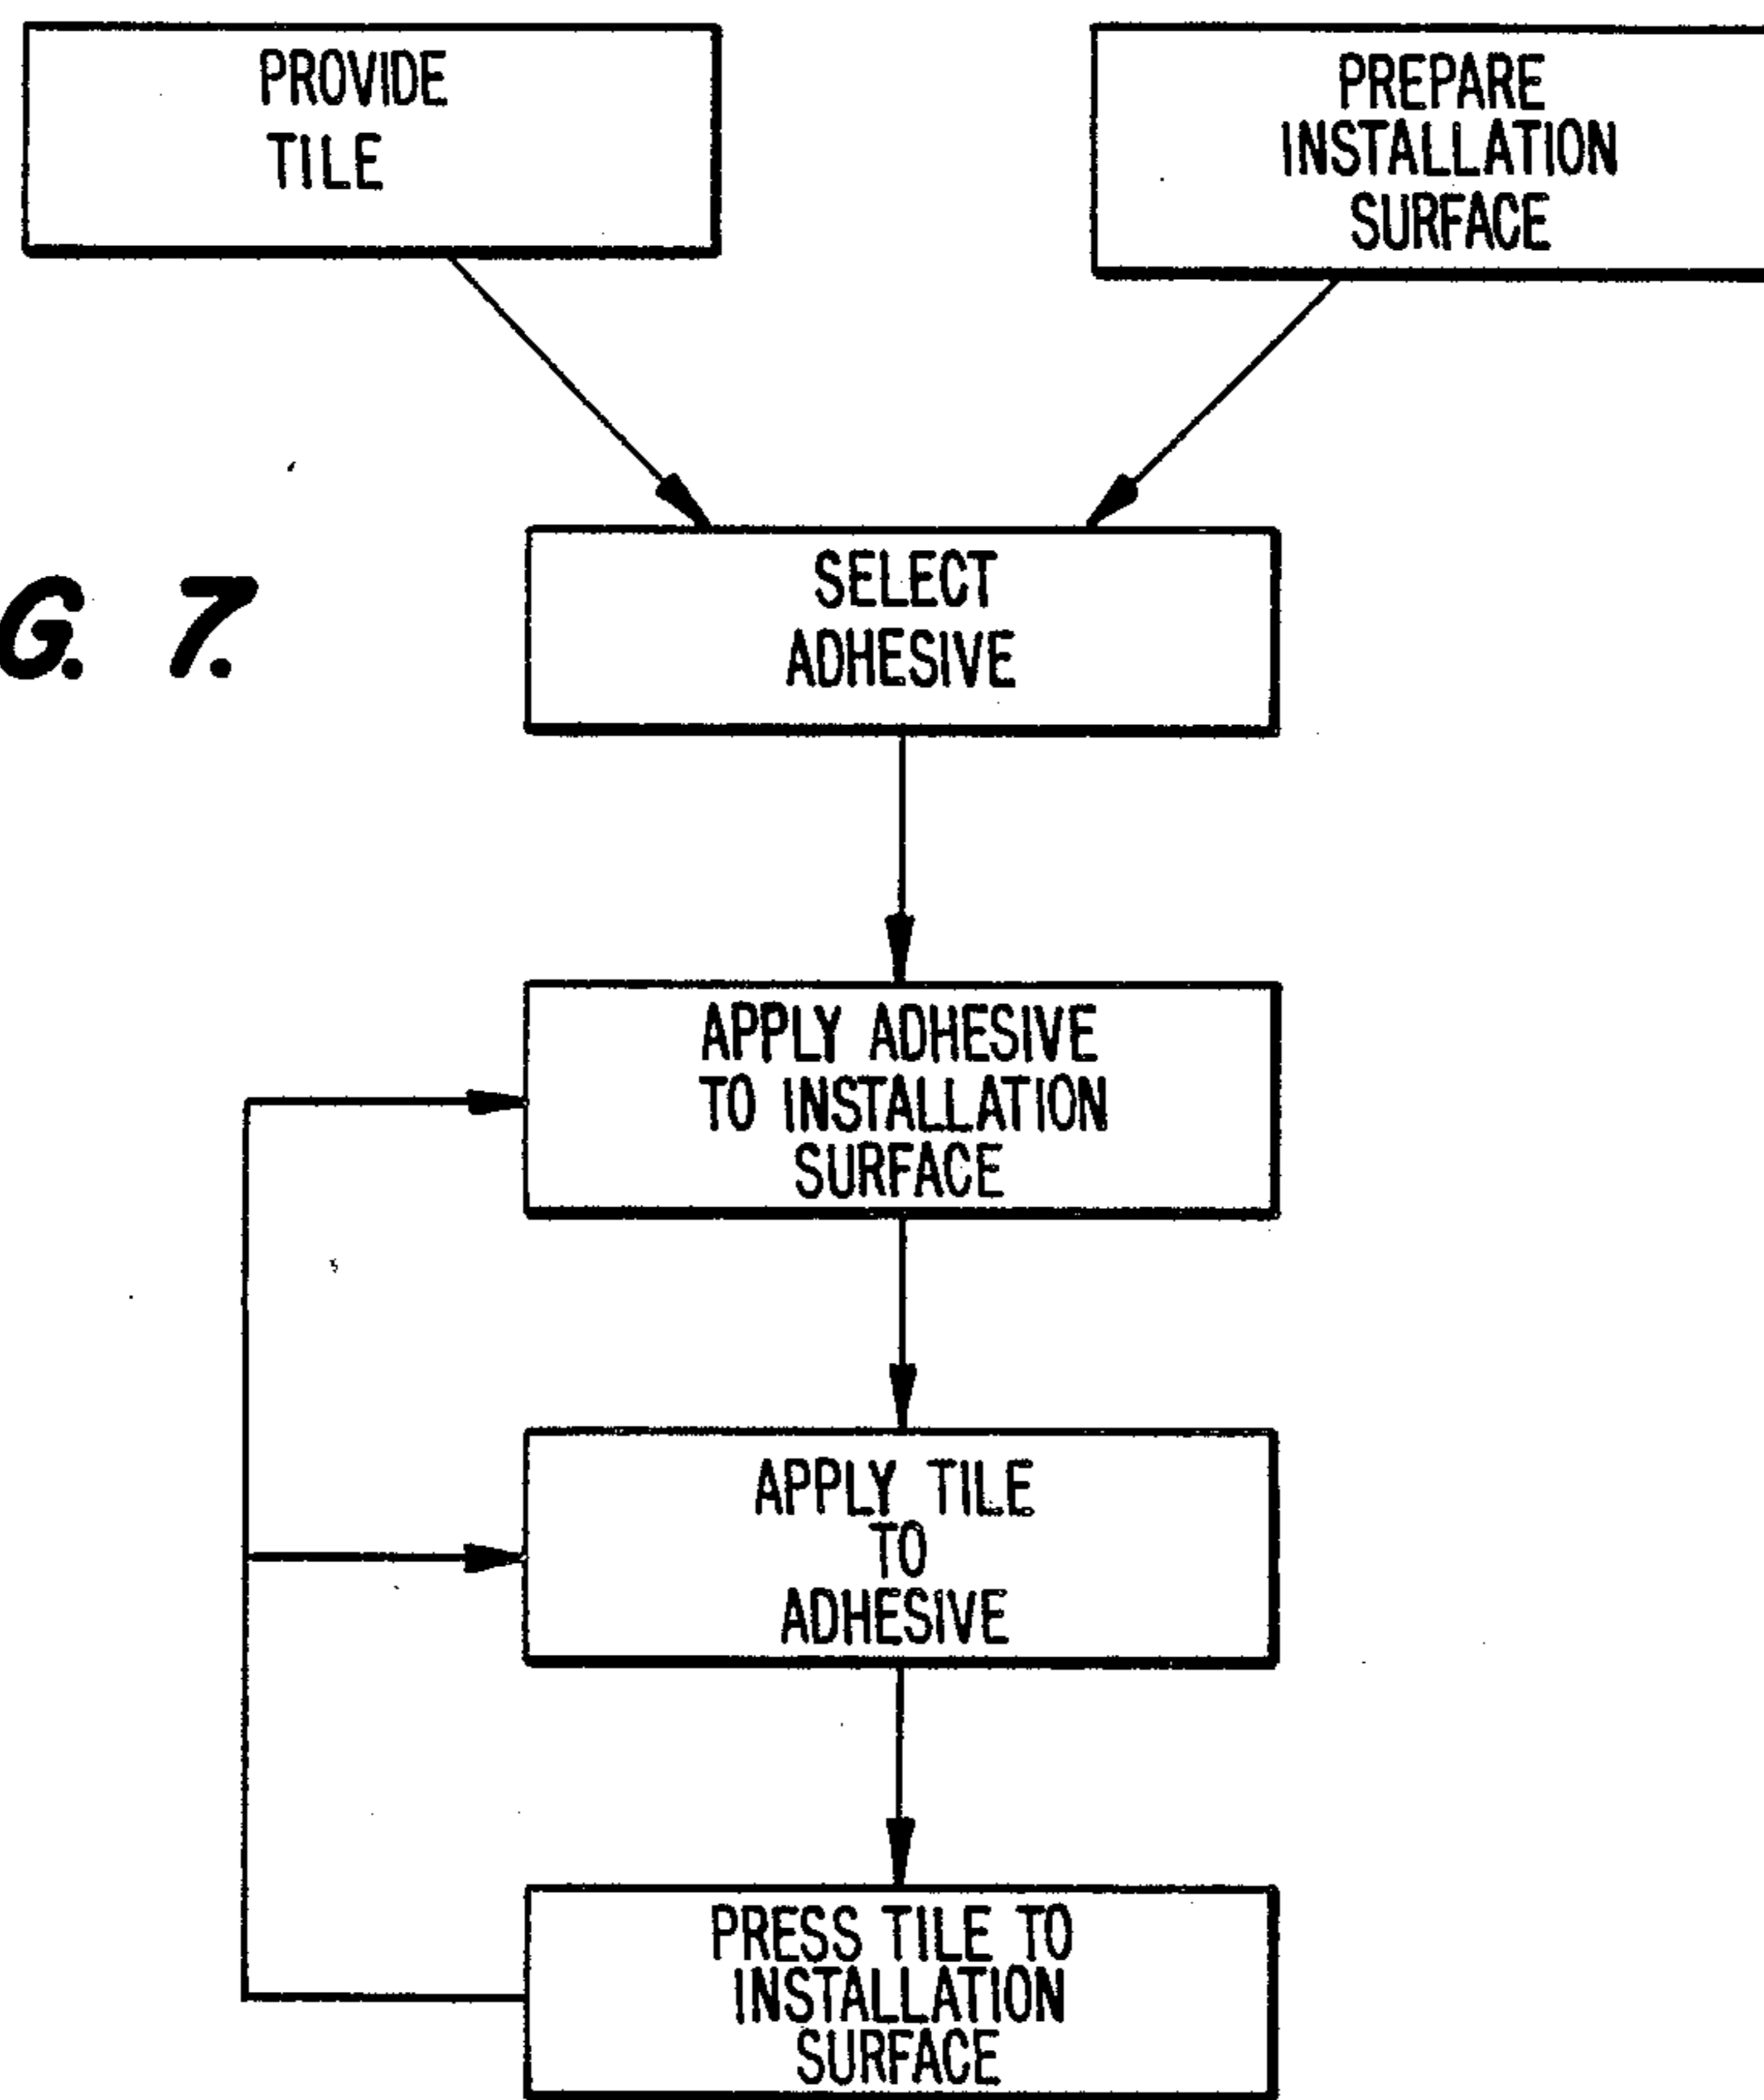 PROVIDE
TILE
PREPARE
INSTALLATION
SURFACE
G. 7.
SELECT
ADHESIVE
APPLY ADHESIVE
TO INSTALLATION
SURFACE
APPLY TILE
TO
ADHESIVE
PRESS TILE TO
INSTALLATION
SURFACE